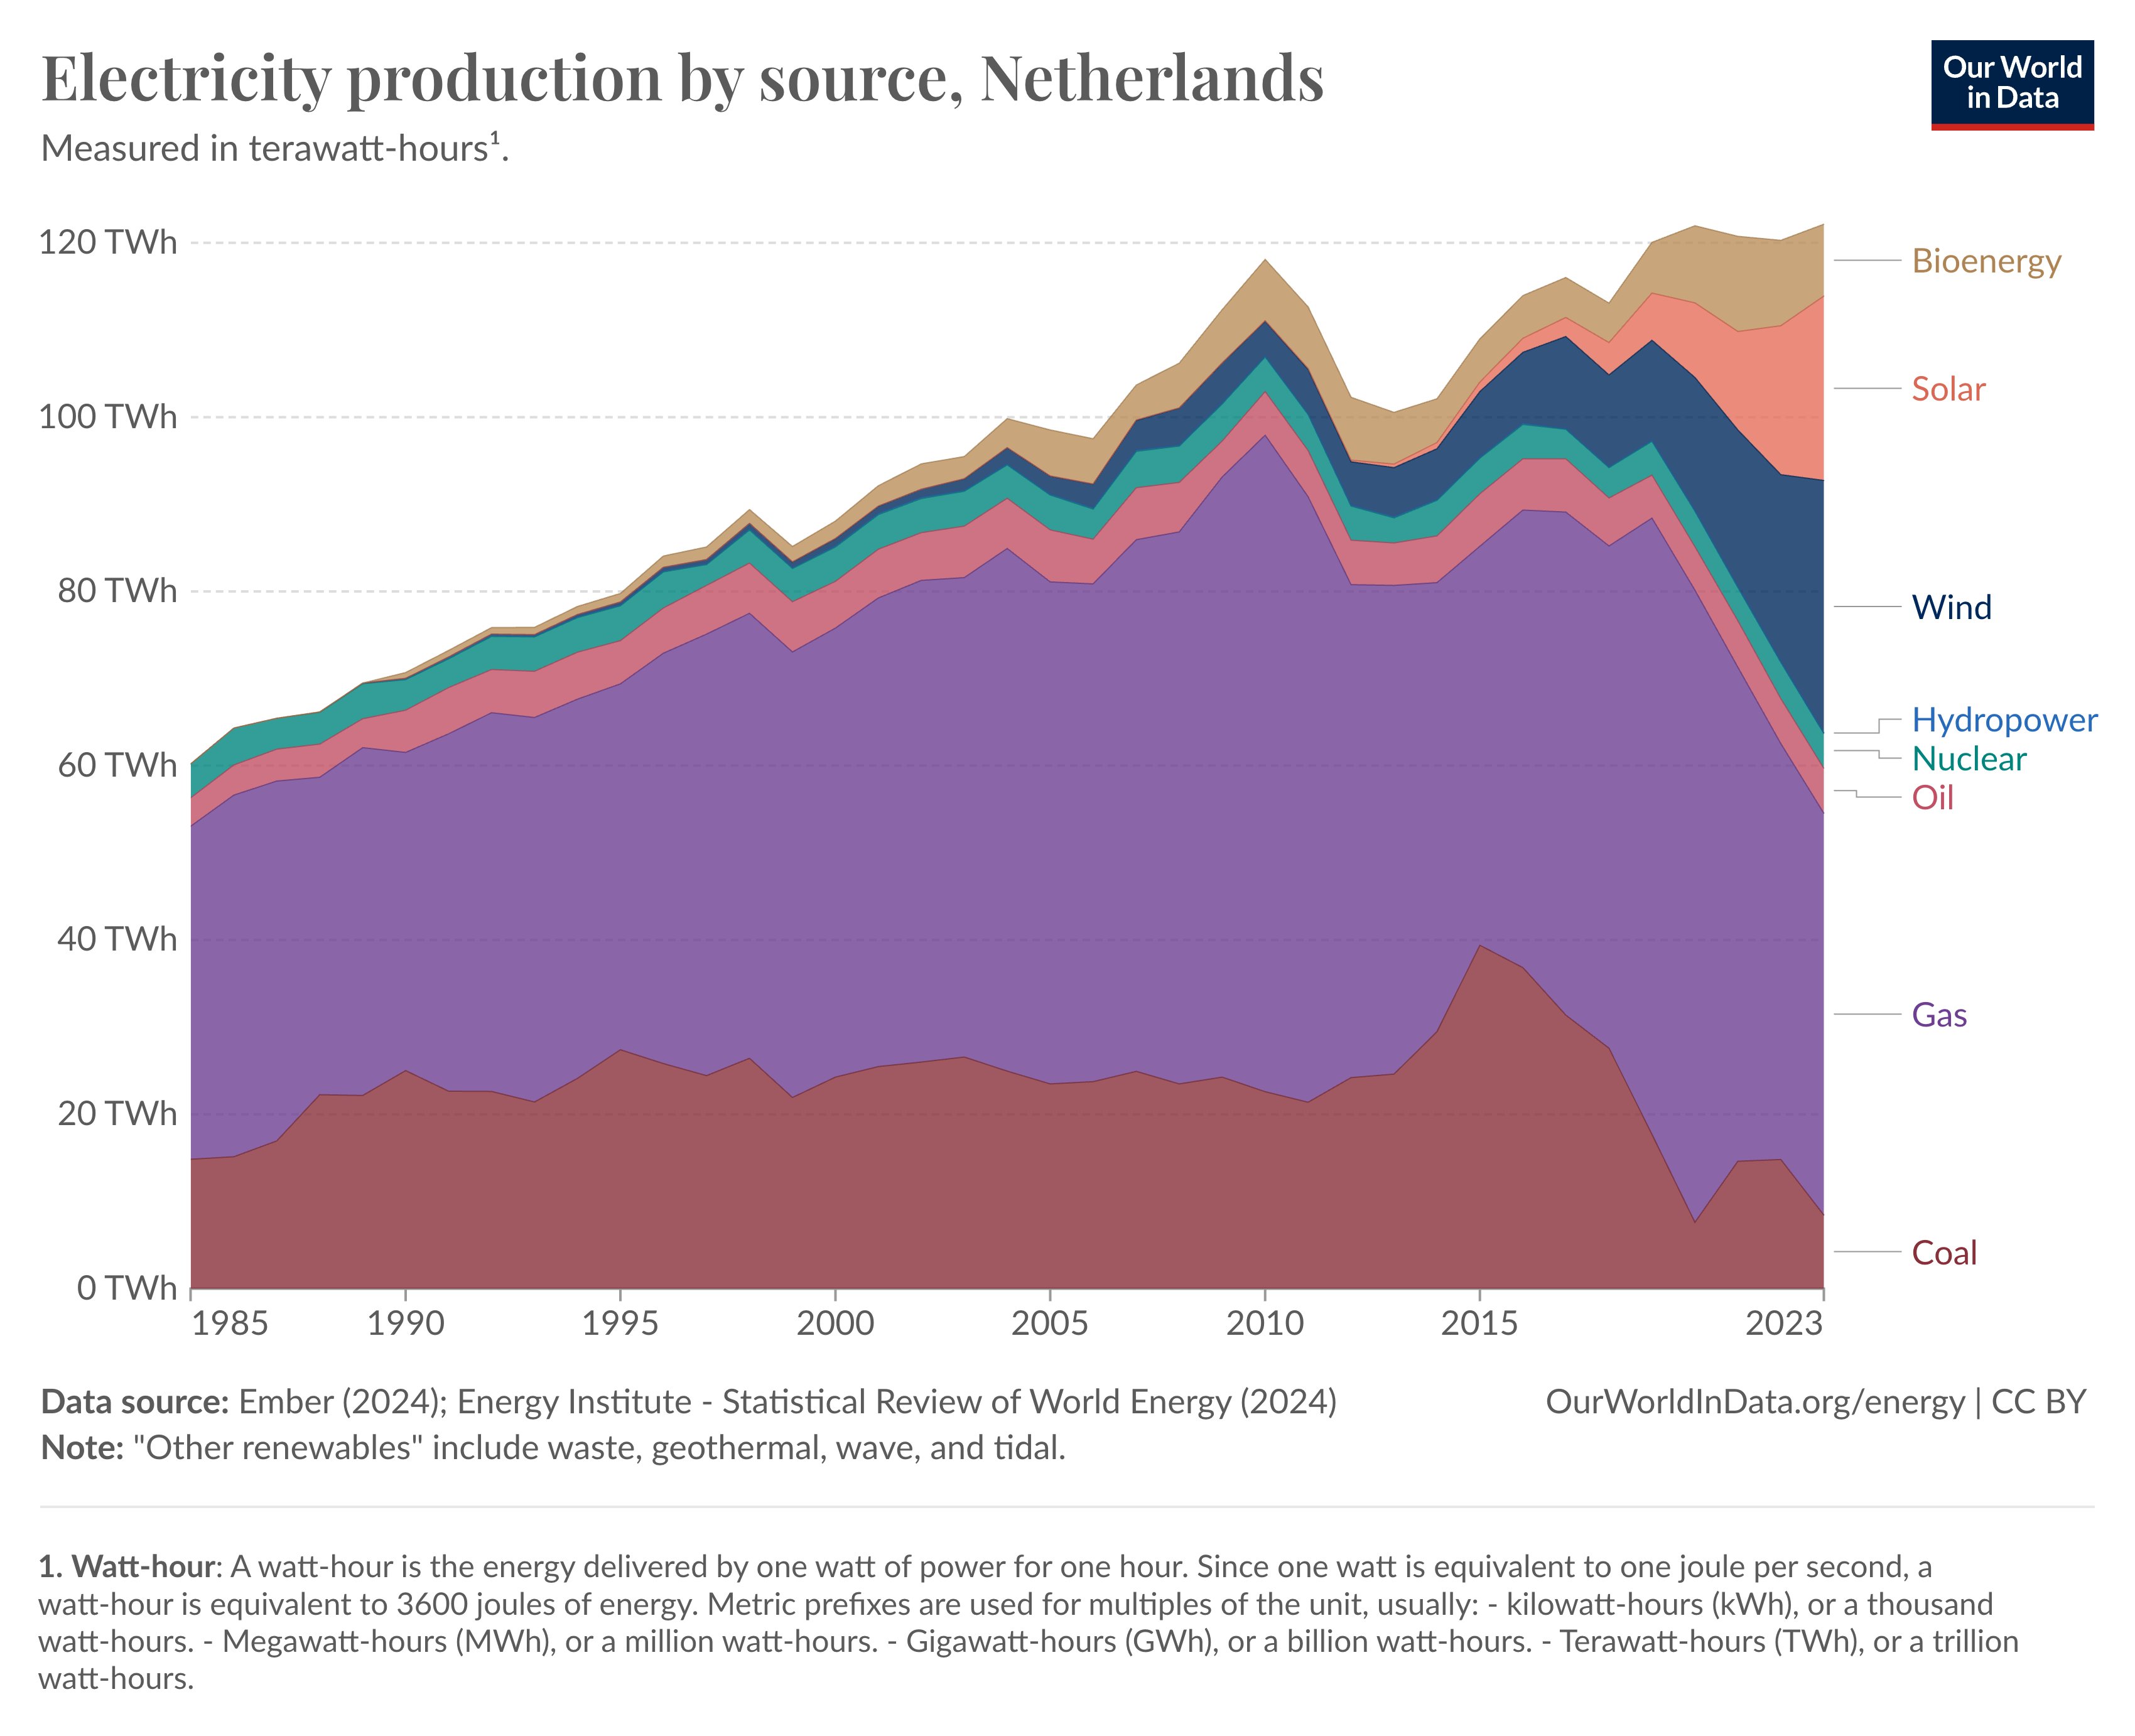 Electricity production by source, Netherlands
Our World
in Data
Measured in terawatt-hours¹.
120 TWh
100 TWh
80 TWh
60 TWh
40 TWh
20 TWh
0 TWh
Bioenergy
Solar
Wind
Hydropower
Nuclear
Oil
Gas
Coal
1985 1990 1995 2000 2005 2010 2015 2023
Data source: Ember (2024); Energy Institute - Statistical Review of World Energy (2024)
OurWorldInData.org/energy | CC BY
Note: "Other renewables" include waste, geothermal, wave, and tidal.
1. Watt-hour: A watt-hour is the energy delivered by one watt of power for one hour. Since one watt is equivalent to one joule per second, a
watt-hour is equivalent to 3600 joules of energy. Metric prefixes are used for multiples of the unit, usually: - kilowatt-hours (kWh), or a thousand
watt-hours. - Megawatt-hours (MWh), or a million watt-hours. - Gigawatt-hours (GWh), or a billion watt-hours. - Terawatt-hours (TWh), or a trillion
watt-hours.